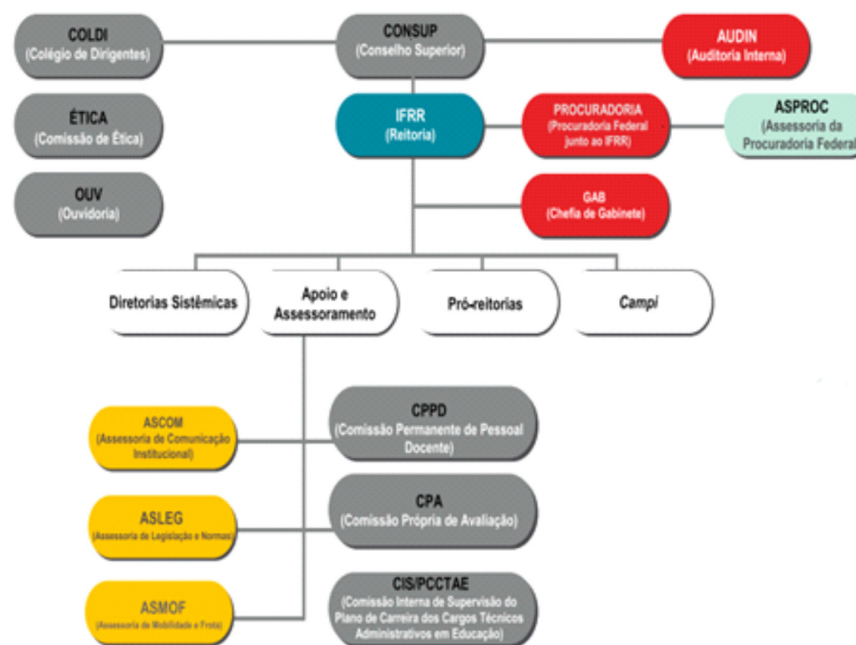 COLDI
(Colégio de Dirigentes)
CONSUP
(Conselho Superior)
AUDIN
(Auditoria Interna)
ÉTICA
(Comissão de Ética)
IFRR
(Reitoria)
PROCURADORIA
(Procuradoria Federal
junto ao IFRR)
ASPROC
(Assessoria da
Procuradoria Federal
OUV
(Ouvidoria)
GAB
(Chefia de Gabinete)
Diretorias Sistêmicas
Apoio e
Assessoramento
Pró-reitorias
Campi
ASCOM
(Assessoria de Comunicação
Institucional)
CPPD
(Comissão Permanente de Pessoal
Docente)
ASLEG
(Assessoria de Legislação e Normas)
CPA
(Comissão Própria de Avaliação)
ASMOF
(Assessoria de Mobilidade e Frota)
CIS/PCCTAE
(Comissão Interna de Supervisão do
Plano de Carreira dos Cargos Técnicos
Administrativos em Educação)